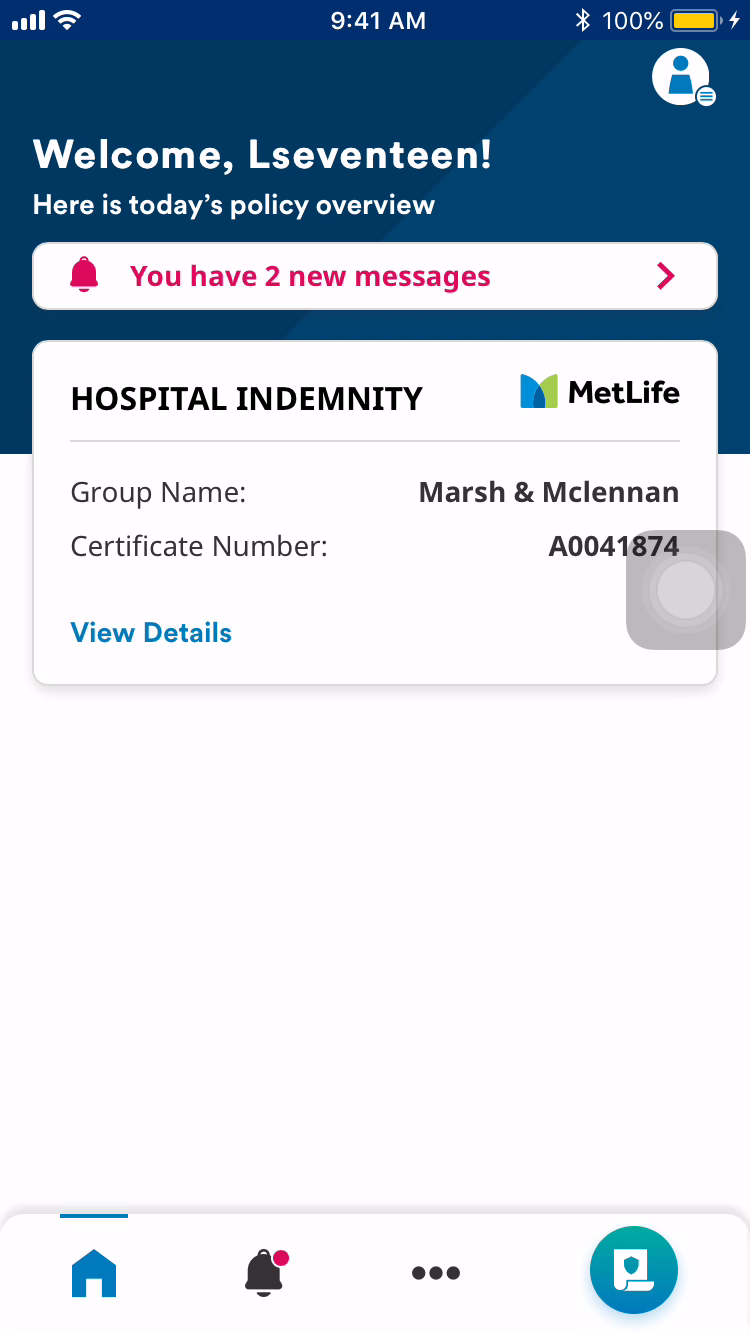 9:41 AM
100%
Welcome, Lseventeen!
Here is today’s policy overview
You have 2 new messages
HOSPITAL INDEMNITY
MetLife
Group Name: Marsh & Mclennan
Certificate Number: A0041874
View Details